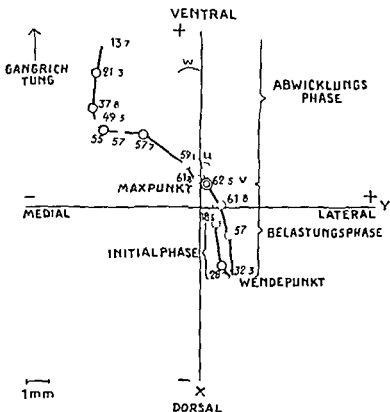 VENTRAL
+
13.7
GANGRICH
TUNG
W
21.3
ABWICKLUNGS
PHASE
37.8
49.5
55 57 57.7
59.1 U
61.8
MAXPUNKT 62.5 V
61.8
- + Y
MEDIAL LATERAL
57 BELASTUNGSPHASE
INITIALPHASE
28 32.3
WENDEPUNKT
-
1mm X
DORSAL